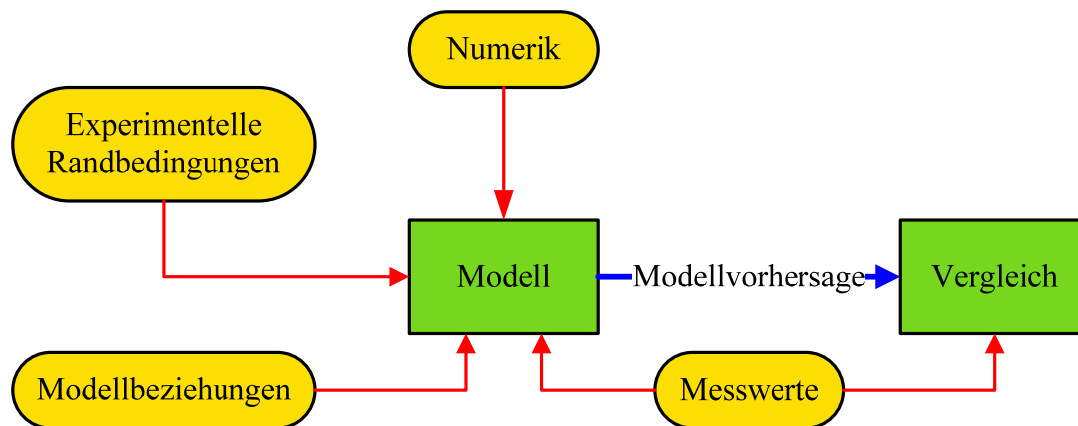 Numerik
Experimentelle
Randbedingungen
Modell
Modellvorhersage
Vergleich
Modellbeziehungen
Messwerte